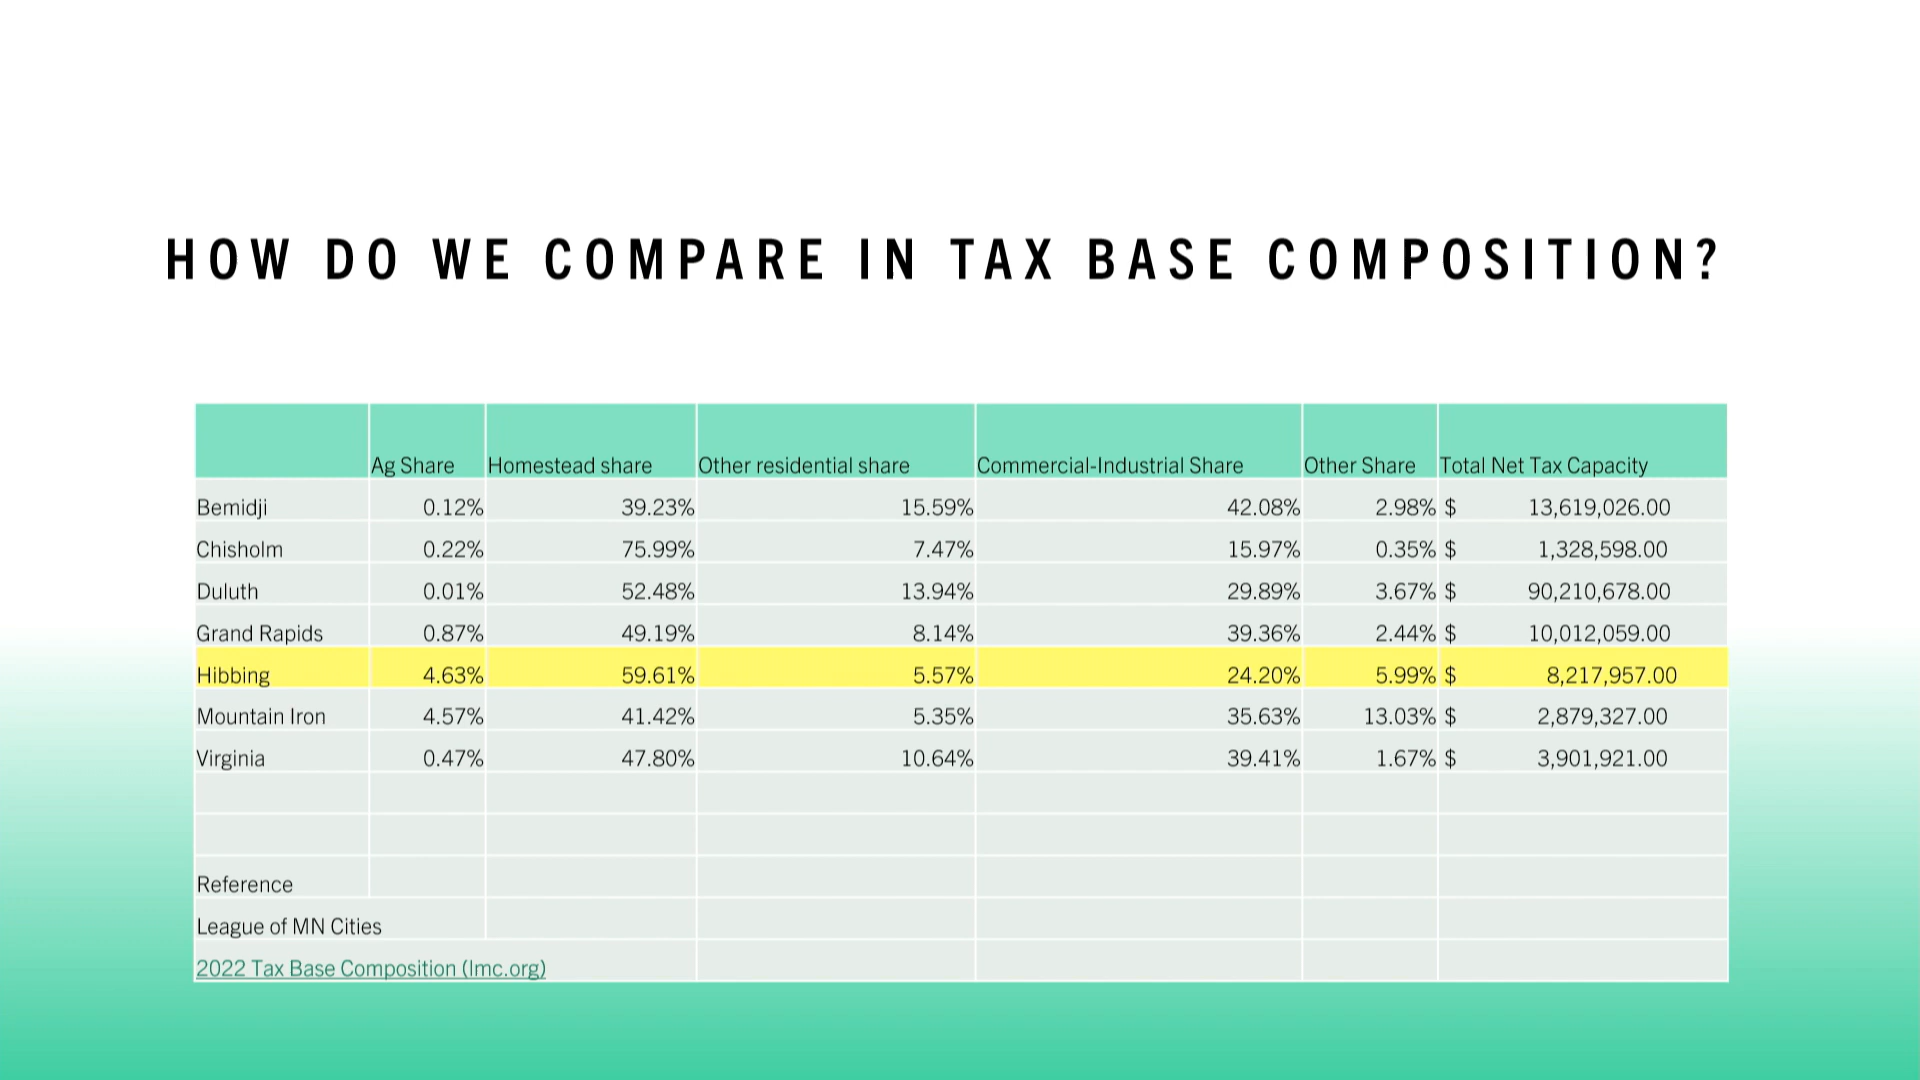 HOW DO WE COMPARE IN TAX BASE COMPOSITION?
Ag Share Homestead share Other residential share Commercial-Industrial Share Other Share Total Net Tax Capacity
Bemidji 0.12% 39.23% 15.59% 42.08% 2.98% $ 13,619,026.00
Chisholm 0.22% 75.99% 7.47% 15.97% 0.35% $ 1,328,598.00
Duluth 0.01% 52.48% 13.94% 29.89% 3.67% $ 90,210,678.00
Grand Rapids 0.87% 49.19% 8.14% 39.36% 2.44% $ 10,012,059.00
Hibbing 4.63% 59.61% 5.57% 24.20% 5.99% $ 8,217,957.00
Mountain Iron 4.57% 41.42% 5.35% 35.63% 13.03% $ 2,879,327.00
Virginia 0.47% 47.80% 10.64% 39.41% 1.67% $ 3,901,921.00
Reference
League of MN Cities
2022 Tax Base Composition (lmc.org)